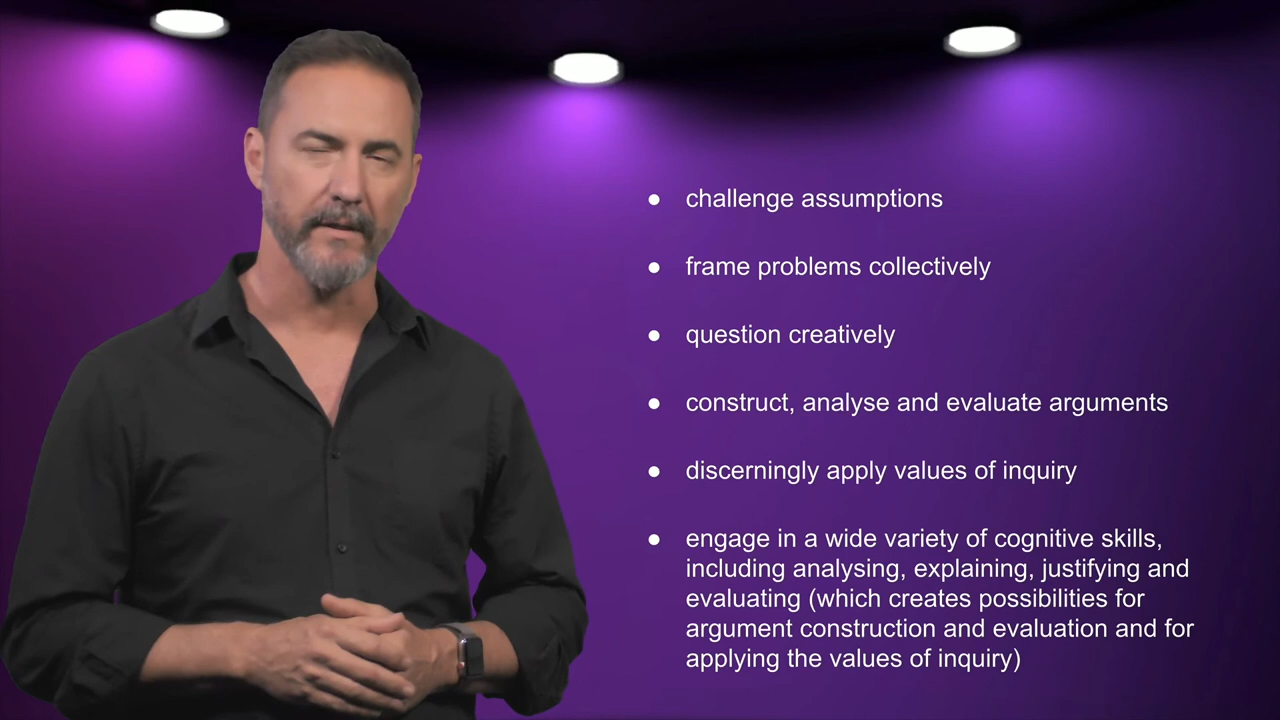 ● challenge assumptions
● frame problems collectively
● question creatively
● construct, analyse and evaluate arguments
● discerningly apply values of inquiry
● engage in a wide variety of cognitive skills,
including analysing, explaining, justifying and
evaluating (which creates possibilities for
argument construction and evaluation and for
applying the values of inquiry)